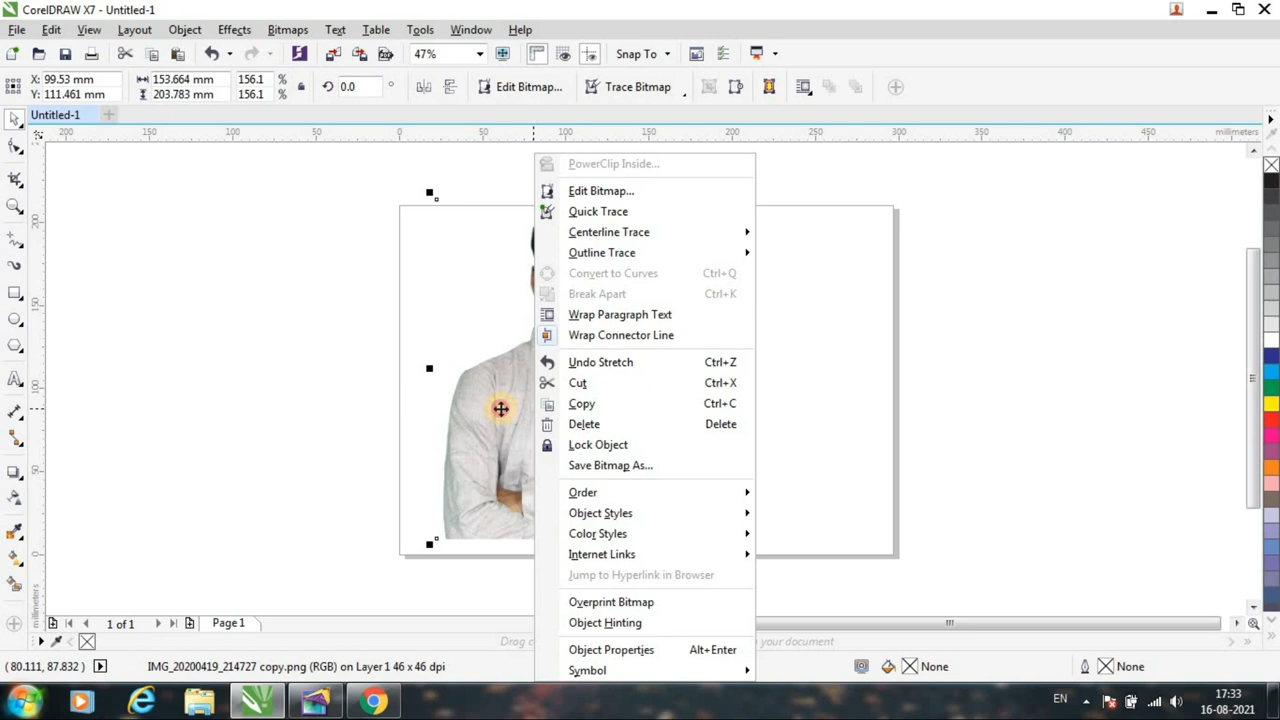 CorelDRAW X7 - Untitled-1
File Edit View Layout Object Effects Bitmaps Text Table Tools Window Help
47% Snap To
X: 99.53 mm 153.664 mm 156.1 % 0.0 ° Edit Bitmap... Trace Bitmap
Y: 111.461 mm 203.783 mm 156.1 %
Untitled-1
200 150 100 50 0 50 100 150 200 250 300 350 400 450 millimeters
200
150
100
50
0
millimeters
PowerClip Inside...
Edit Bitmap...
Quick Trace
Centerline Trace
Outline Trace
Convert to Curves Ctrl+Q
Break Apart Ctrl+K
Wrap Paragraph Text
Wrap Connector Line
Undo Stretch Ctrl+Z
Cut Ctrl+X
Copy Ctrl+C
Delete Delete
Lock Object
Save Bitmap As...
Order
Object Styles
Color Styles
Internet Links
Jump to Hyperlink in Browser
Overprint Bitmap
Object Hinting
Object Properties Alt+Enter
Symbol
1 of 1 Page 1
Drag your document
( 80.111, 87.832 ) IMG_20200419_214727 copy.png (RGB) on Layer 1 46 x 46 dpi None None
EN 17:33
16-08-2021